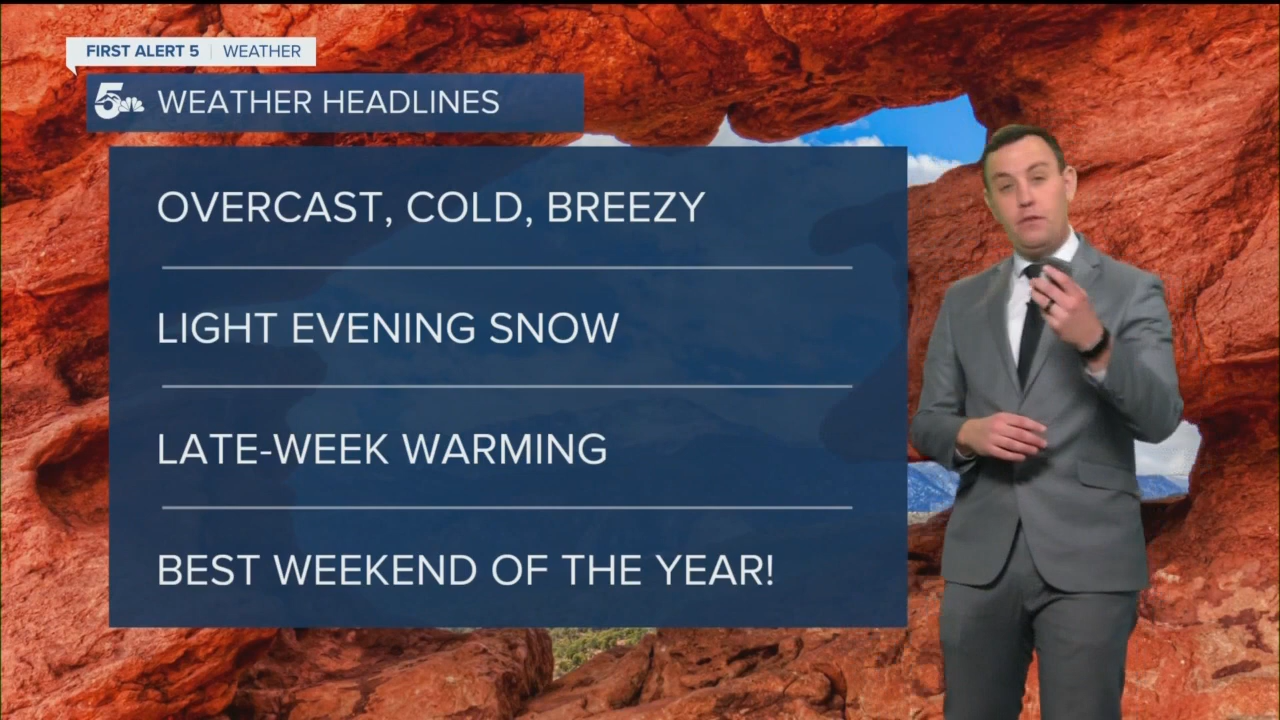 FIRST ALERT 5 | WEATHER
5 WEATHER HEADLINES
OVERCAST, COLD, BREEZY
LIGHT EVENING SNOW
LATE-WEEK WARMING
BEST WEEKEND OF THE YEAR!